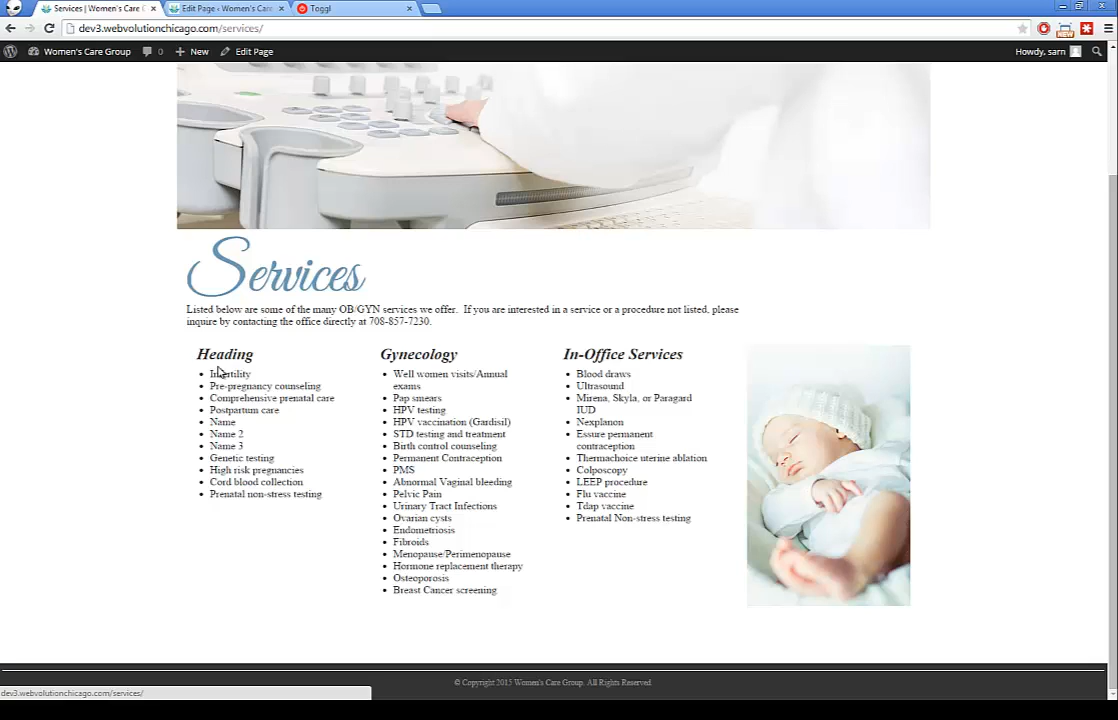 Services | Women's Care
Edit Page ‹ Women's Care
Toggl
dev3.webvolutionchicago.com/services/
NEW
Women's Care Group
0
New
Edit Page
Howdy, sarn
Services
Listed below are some of the many OB/GYN services we offer. If you are interested in a service or a procedure not listed, please
inquire by contacting the office directly at 708-857-7230.
Heading
Infertility
Pre-pregnancy counseling
Comprehensive prenatal care
Postpartum care
Name
Name 2
Name 3
Genetic testing
High risk pregnancies
Cord blood collection
Prenatal non-stress testing
Gynecology
Well women visits/Annual
exams
Pap smears
HPV testing
HPV vaccination (Gardisil)
STD testing and treatment
Birth control counseling
Permanent Contraception
PMS
Abnormal Vaginal bleeding
Pelvic Pain
Urinary Tract Infections
Ovarian cysts
Endometriosis
Fibroids
Menopause/Perimenopause
Hormone replacement therapy
Osteoporosis
Breast Cancer screening
In-Office Services
Blood draws
Ultrasound
Mirena, Skyla, or Paragard
IUD
Nexplanon
Essure permanent
contraception
Thermachoice uterine ablation
Colposcopy
LEEP procedure
Flu vaccine
Tdap vaccine
Prenatal Non-stress testing
© Copyright 2015 Women's Care Group. All Rights Reserved.
dev3.webvolutionchicago.com/services/